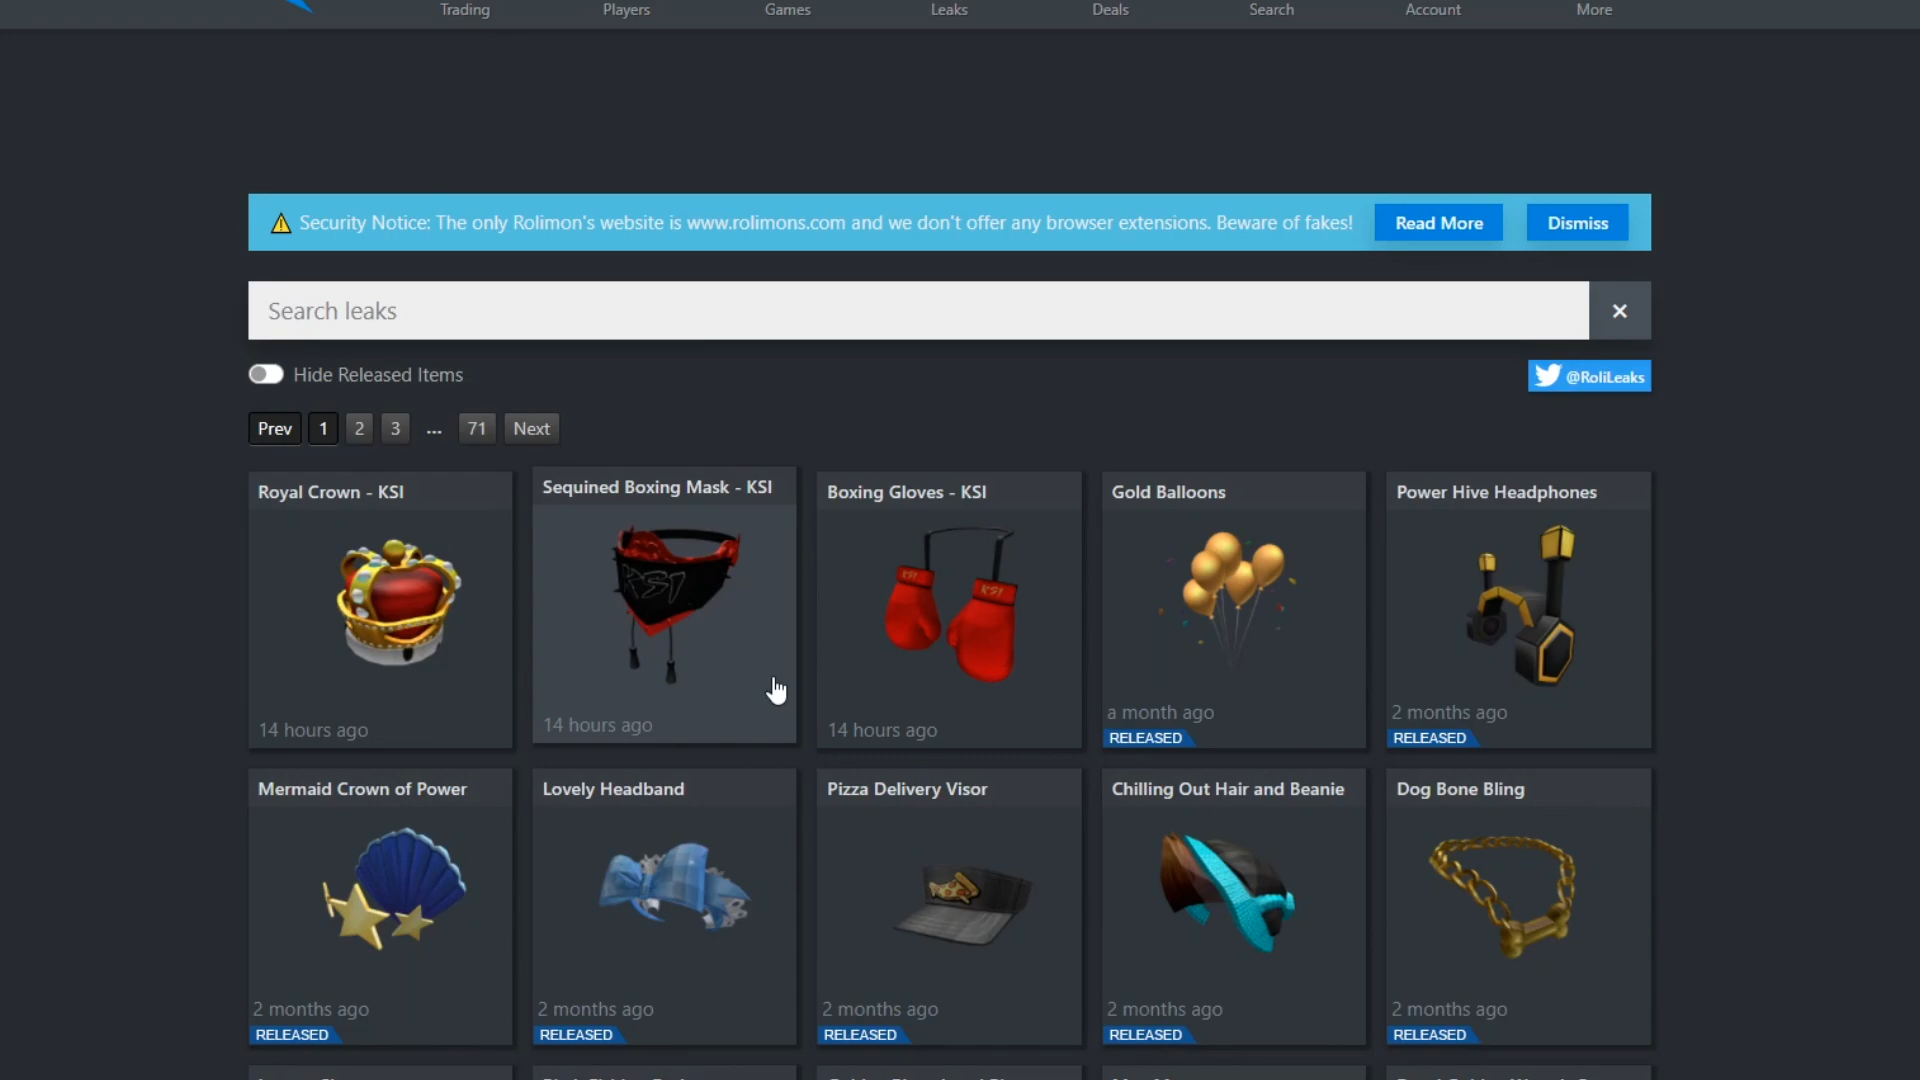 Trading Players Games Leaks Deals Search Account More
Security Notice: The only Rolimon's website is www.rolimons.com and we don't offer any browser extensions. Beware of fakes! Read More Dismiss
Search leaks
Hide Released Items @RoliLeaks
Prev 1 2 3 ... 71 Next
Royal Crown - KSI Sequined Boxing Mask - KSI Boxing Gloves - KSI Gold Balloons Power Hive Headphones
KSI KSI KSI
14 hours ago 14 hours ago 14 hours ago a month ago 2 months ago
RELEASED RELEASED
Mermaid Crown of Power Lovely Headband Pizza Delivery Visor Chilling Out Hair and Beanie Dog Bone Bling
2 months ago 2 months ago 2 months ago 2 months ago 2 months ago
RELEASED RELEASED RELEASED RELEASED RELEASED